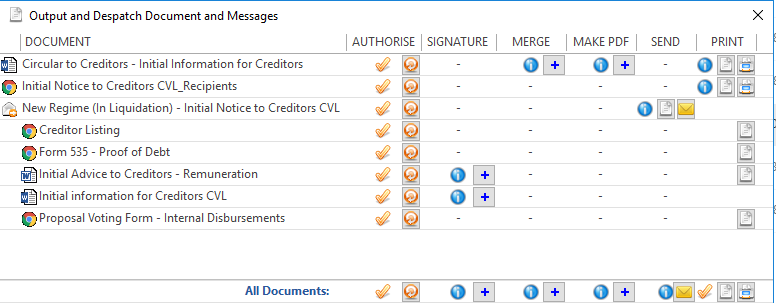 Output and Despatch Document and Messages
DOCUMENT AUTHORISE SIGNATURE MERGE MAKE PDF SEND PRINT
Circular to Creditors - Initial Information for Creditors - -
Initial Notice to Creditors CVL_Recipients - - - -
New Regime (In Liquidation) - Initial Notice to Creditors CVL - - -
Creditor Listing - - - -
Form 535 - Proof of Debt - - - -
Initial Advice to Creditors - Remuneration - - -
Initial information for Creditors CVL - - -
Proposal Voting Form - Internal Disbursements - - - -
All Documents: